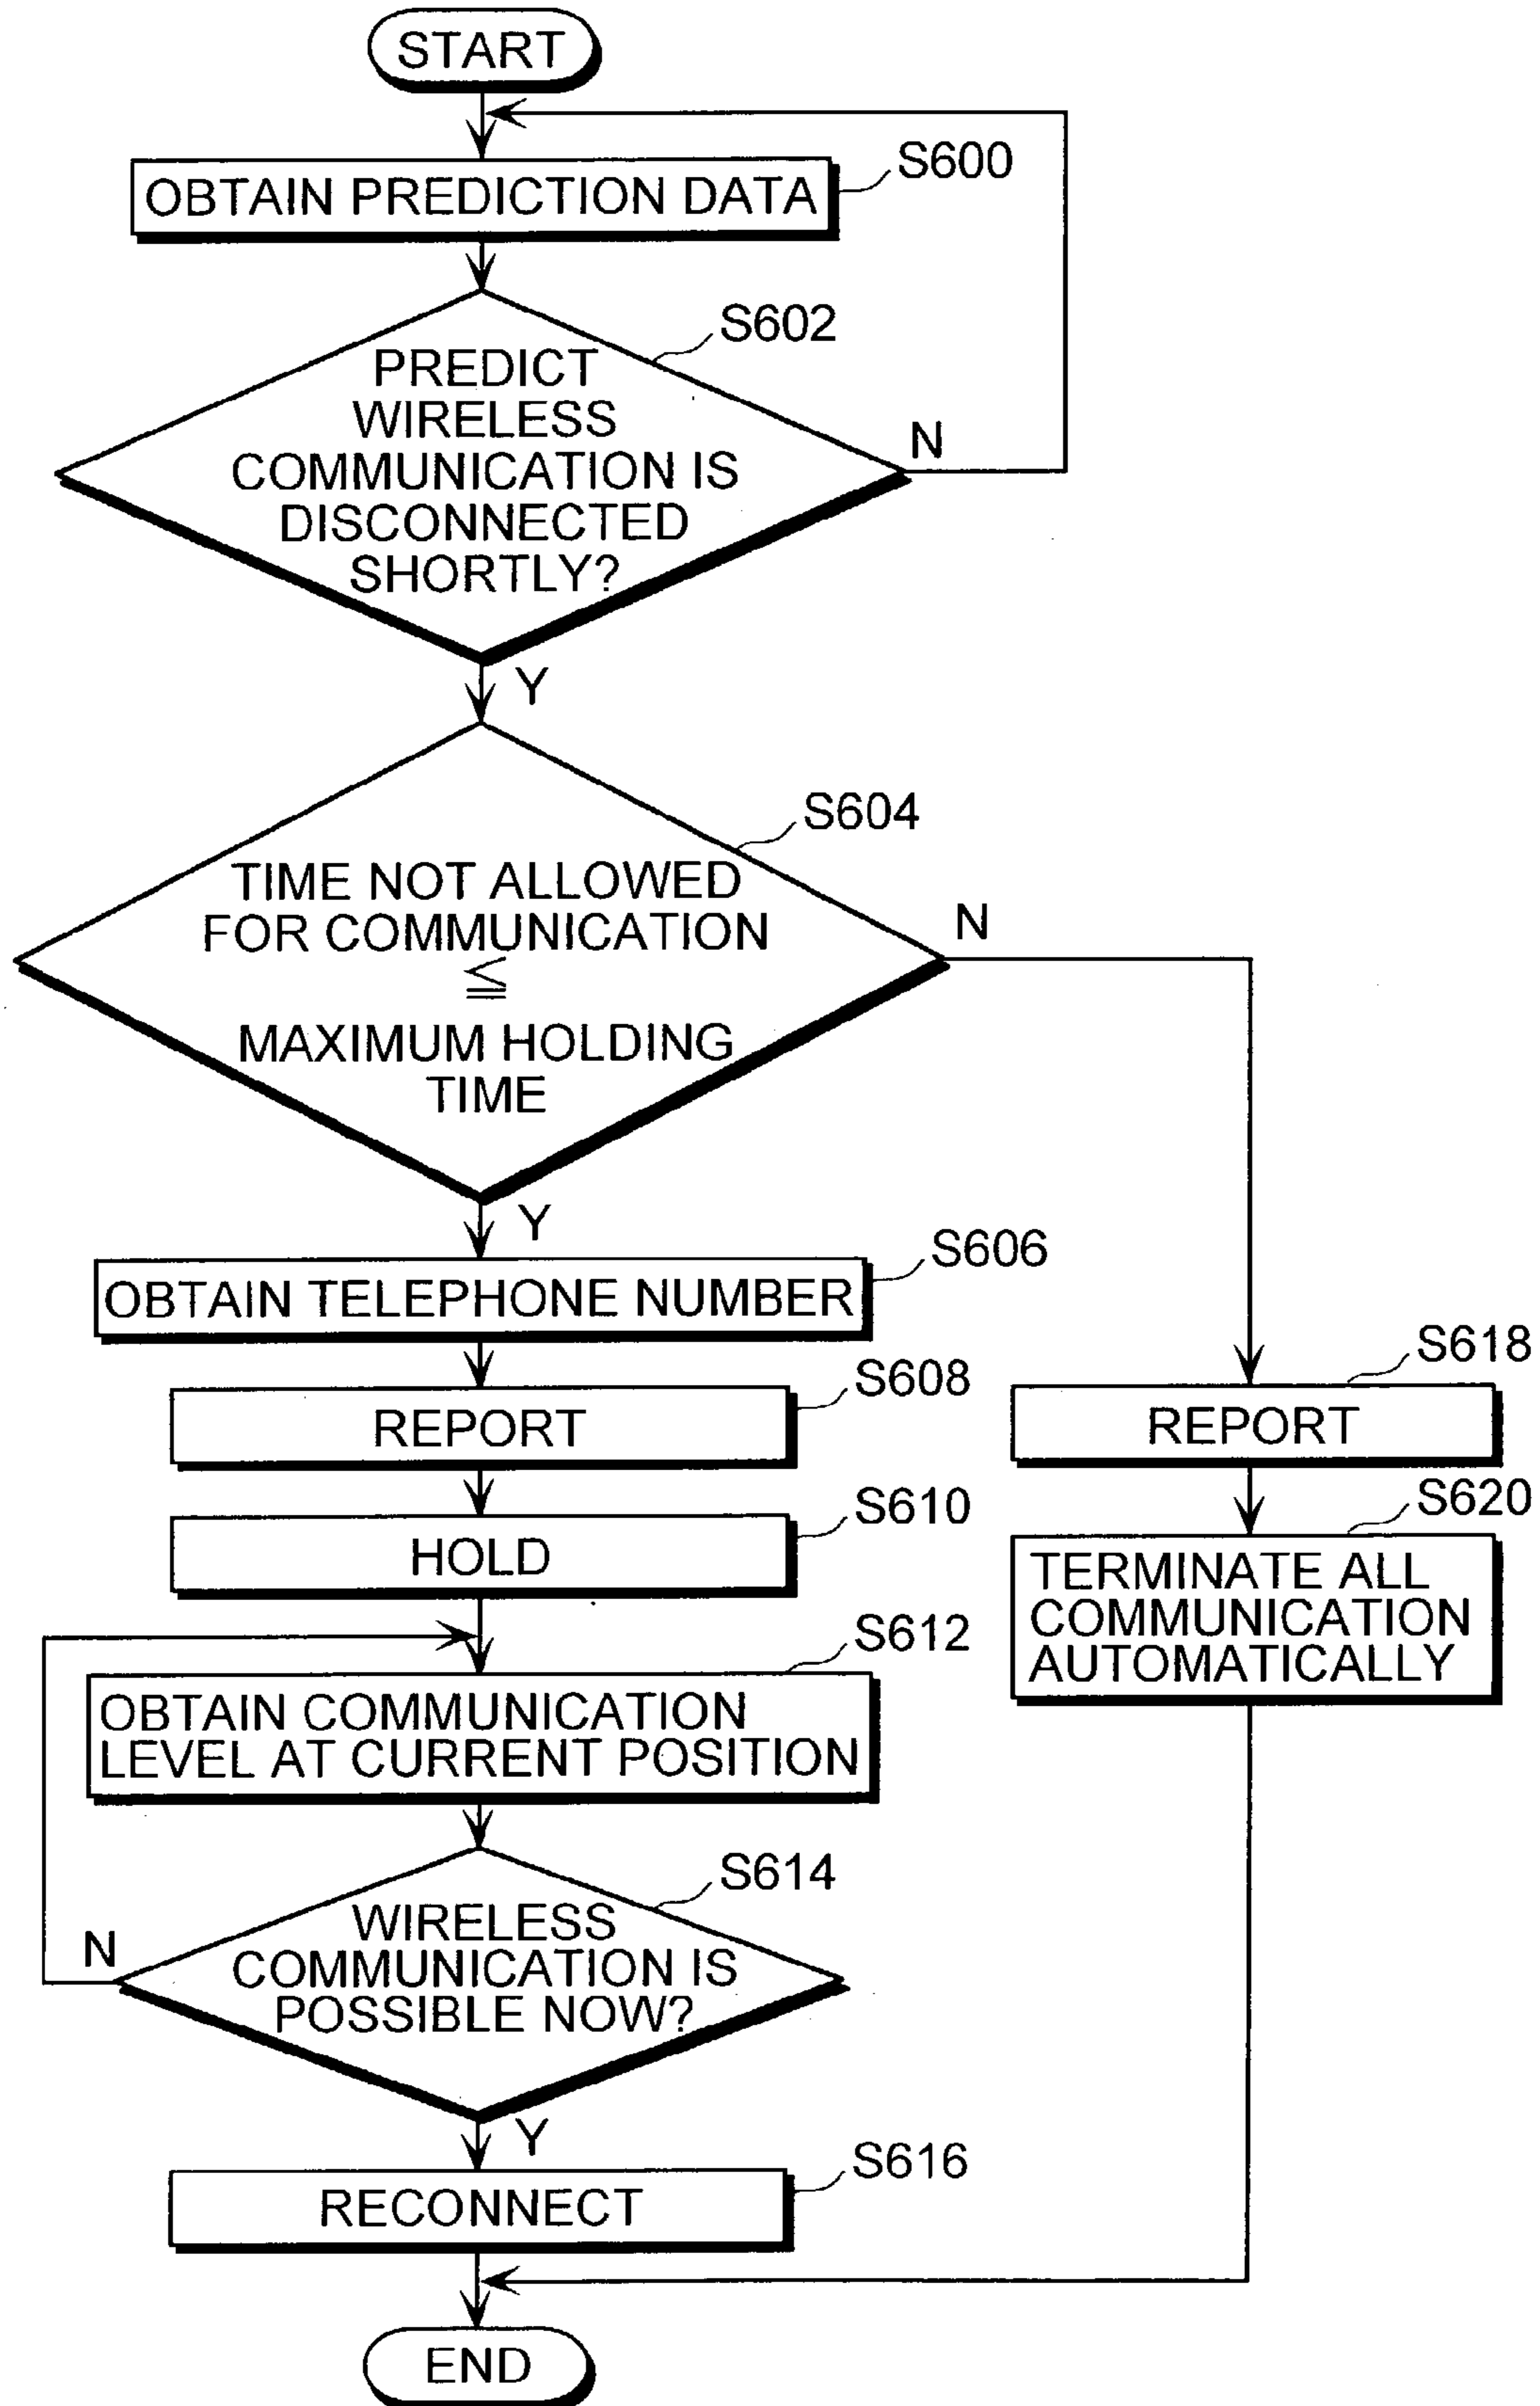 START
S600
OBTAIN PREDICTION DATA
S602
PREDICT
WIRELESS
COMMUNICATION IS
DISCONNECTED
SHORTLY?
N
Y
S604
TIME NOT ALLOWED
FOR COMMUNICATION
≦
MAXIMUM HOLDING
TIME
N
Y
S606
OBTAIN TELEPHONE NUMBER
S608
REPORT
S610
HOLD
S612
OBTAIN COMMUNICATION
LEVEL AT CURRENT POSITION
S614
WIRELESS
COMMUNICATION IS
POSSIBLE NOW?
N
Y
S616
RECONNECT
S618
REPORT
S620
TERMINATE ALL
COMMUNICATION
AUTOMATICALLY
END